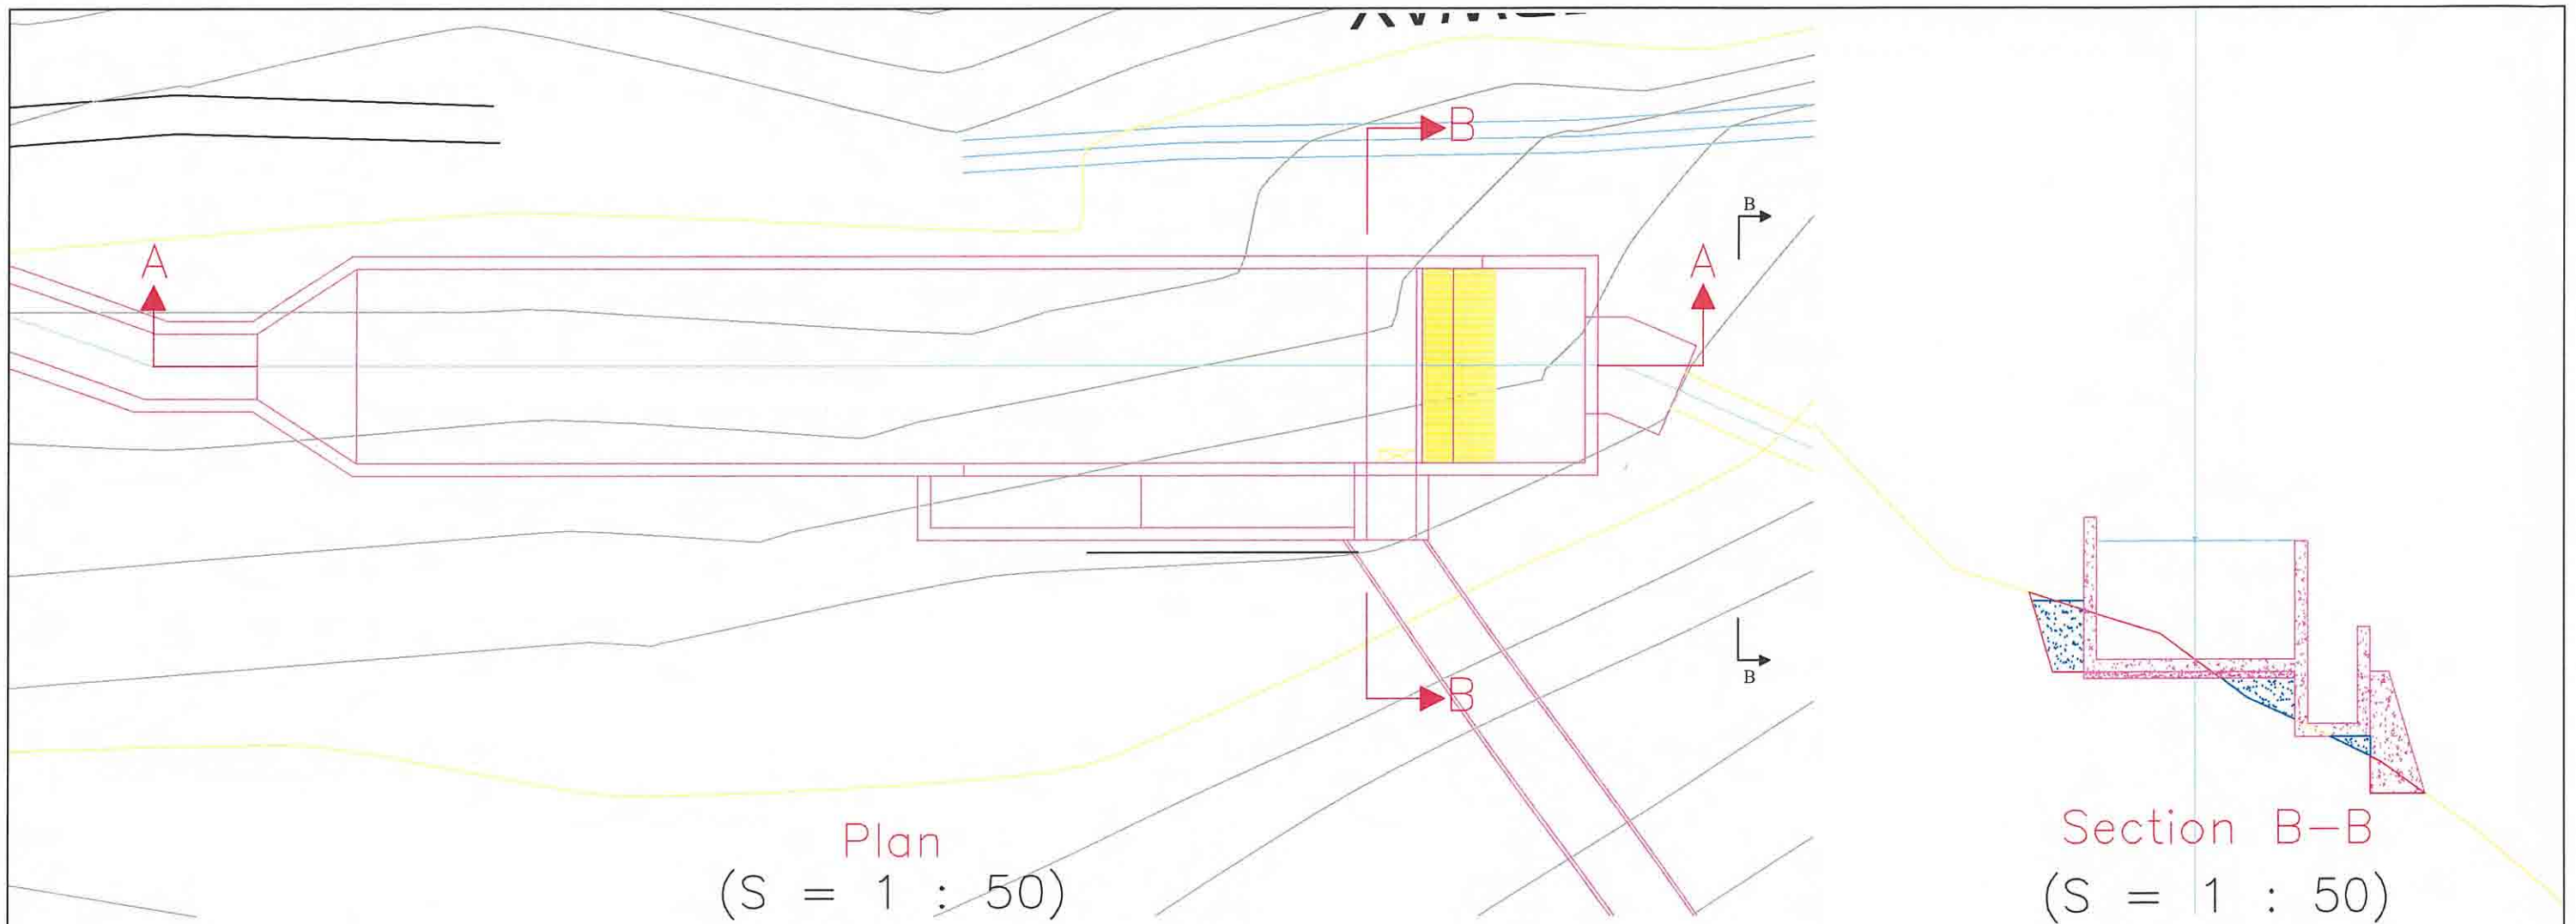 B
B
A
A
B
B
B
Plan
(S = 1 : 50)
Section B-B
(S = 1 : 50)